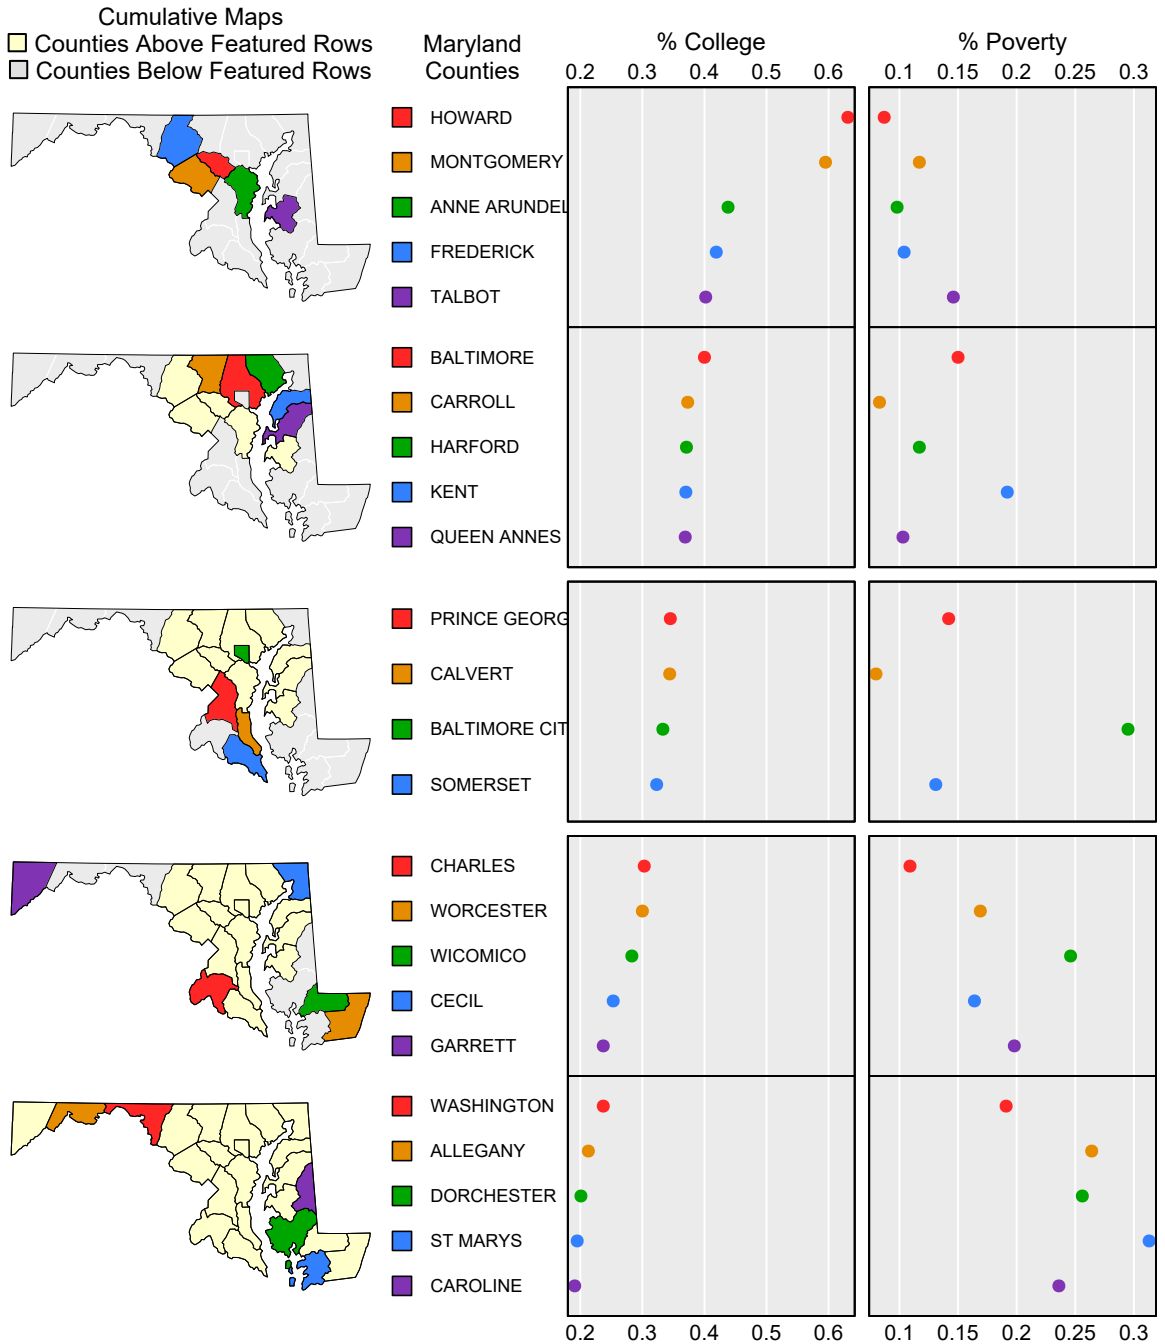 Cumulative Maps
Counties Above Featured Rows
Counties Below Featured Rows
Maryland
Counties
% College
% Poverty
0.2 0.3 0.4 0.5 0.6
0.1 0.15 0.2 0.25 0.3
HOWARD
MONTGOMERY
ANNE ARUNDEL
FREDERICK
TALBOT
BALTIMORE
CARROLL
HARFORD
KENT
QUEEN ANNES
PRINCE GEORG
CALVERT
BALTIMORE CIT
SOMERSET
CHARLES
WORCESTER
WICOMICO
CECIL
GARRETT
WASHINGTON
ALLEGANY
DORCHESTER
ST MARYS
CAROLINE
0.2 0.3 0.4 0.5 0.6
0.1 0.15 0.2 0.25 0.3